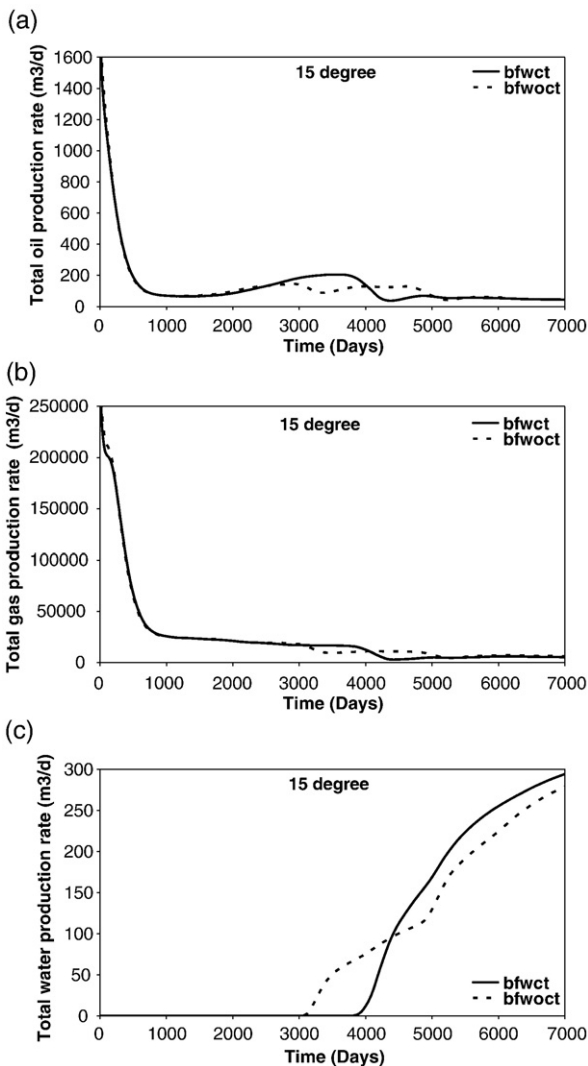 (a)
1600
1400
1200
1000
800
600
400
200
0
Total oil production rate (m3/d)
15 degree
bfwct
bfwoct
0 1000 2000 3000 4000 5000 6000 7000
Time (Days)
(b)
250000
200000
150000
100000
50000
0
Total gas production rate (m3/d)
15 degree
bfwct
bfwoct
0 1000 2000 3000 4000 5000 6000 7000
Time (Days)
(c)
300
250
200
150
100
50
0
Total water production rate (m3/d)
15 degree
bfwct
bfwoct
0 1000 2000 3000 4000 5000 6000 7000
Time (Days)